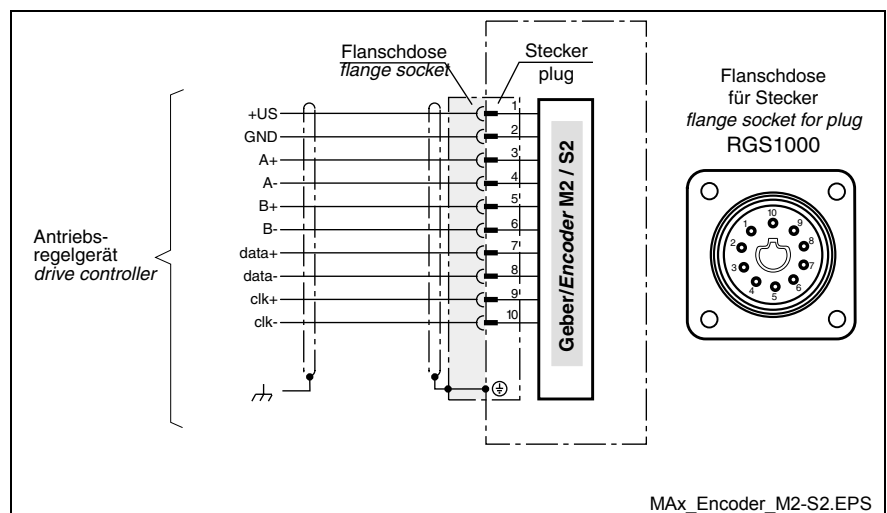 Flanschdose
flange socket
Stecker
plug
+US
GND
A+
A-
B+
B-
data+
data-
clk+
clk-
1
2
3
4
5
6
7
8
9
10
Geber/Encoder M2 / S2
Antriebs-
regelgerät
drive controller
Flanschdose
für Stecker
flange socket for plug
RGS1000
10
1
9
2
8
3
7
4
6
5
MAx_Encoder_M2-S2.EPS